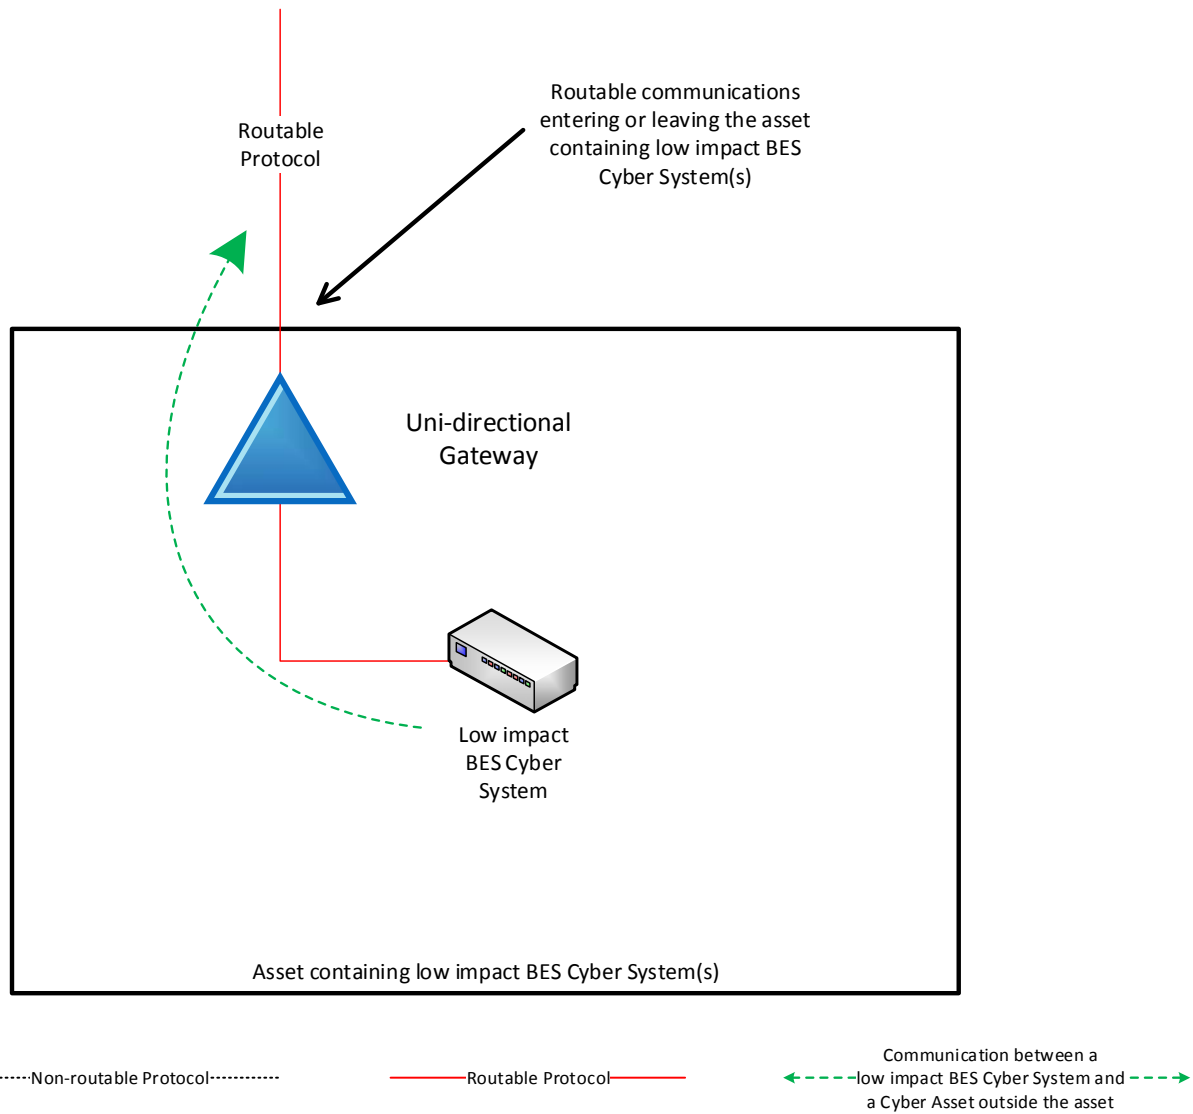 Routable communications
entering or leaving the asset
containing low impact BES
Cyber System(s)
Routable
Protocol
Uni-directional
Gateway
Low impact
BES Cyber
System
Asset containing low impact BES Cyber System(s)
Non-routable Protocol
Routable Protocol
Communication between a
low impact BES Cyber System and
a Cyber Asset outside the asset